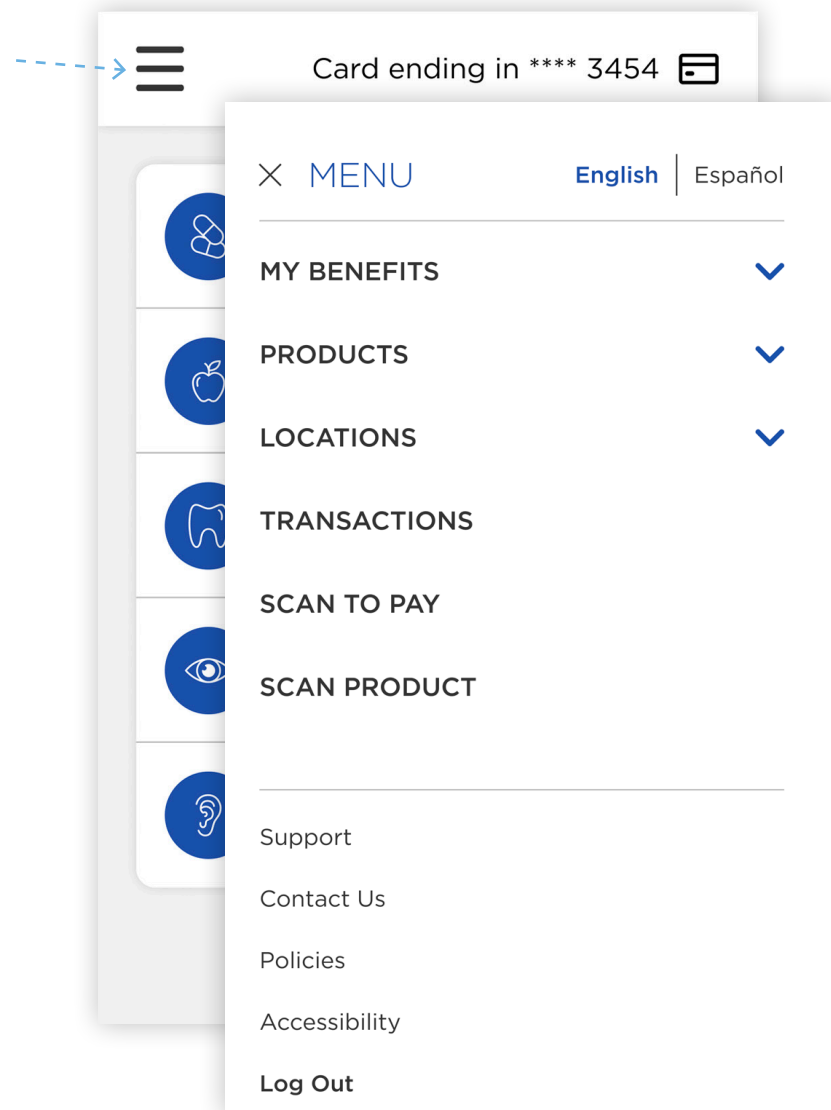 Card ending in **** 3454
MENU
English
Español
MY BENEFITS
PRODUCTS
LOCATIONS
TRANSACTIONS
SCAN TO PAY
SCAN PRODUCT
Support
Contact Us
Policies
Accessibility
Log Out